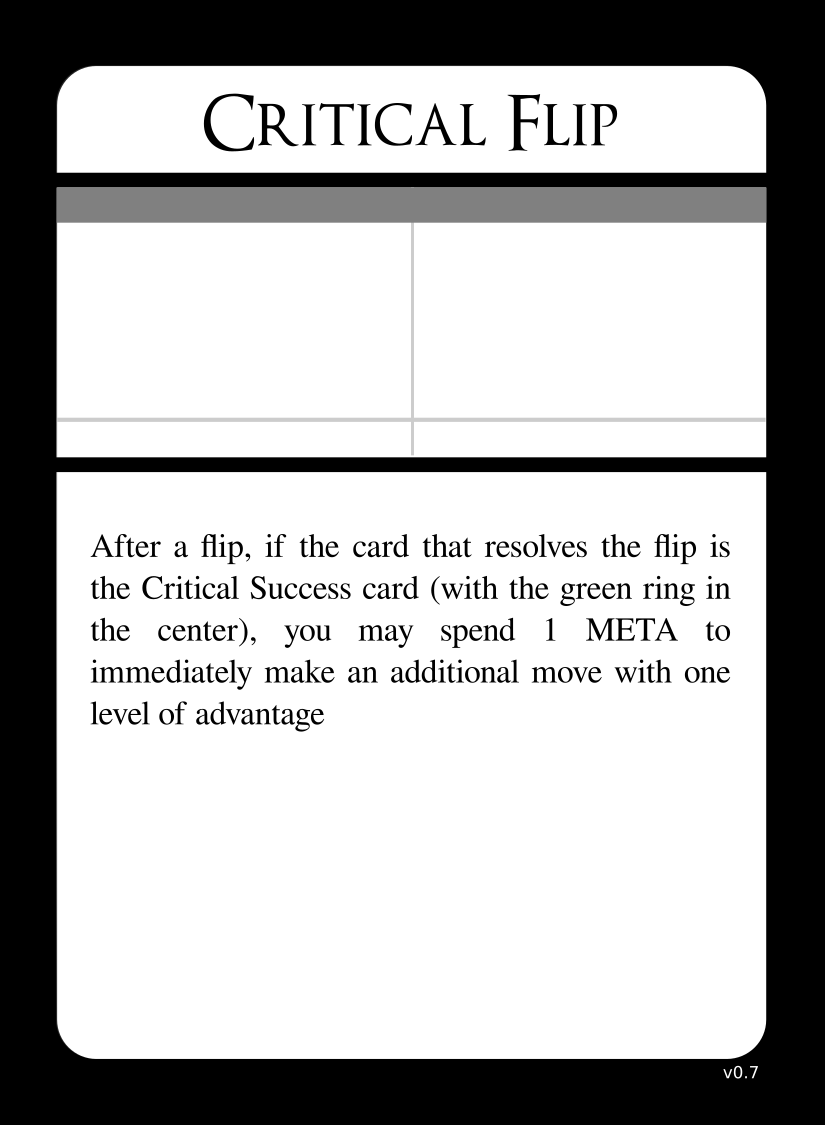 Critical Flip
After a flip, if the card that resolves the flip is
the Critical Success card (with the green ring in
the center), you may spend 1 META to
immediately make an additional move with one
level of advantage
v0.7